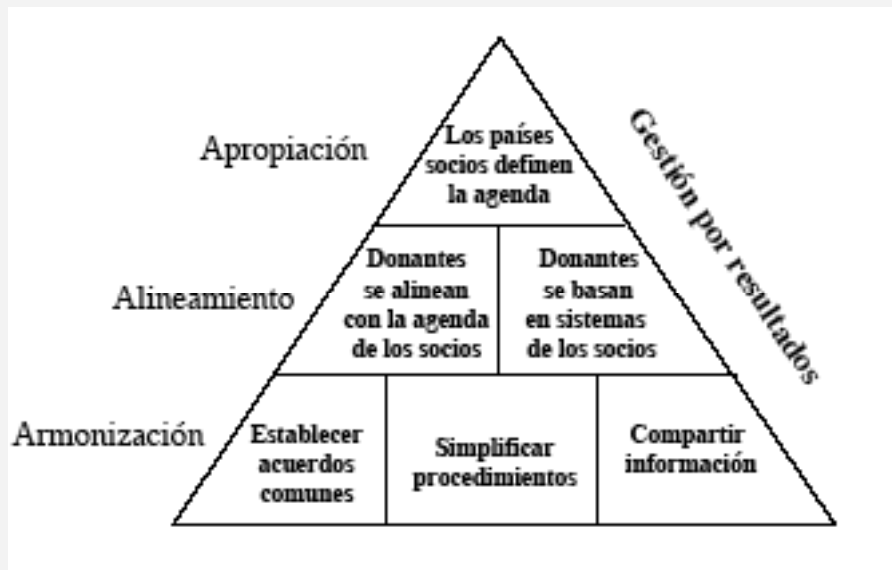 Apropiación
Los países
socios definen
la agenda
Gestión por resultados
Alineamiento
Donantes
se alinean
con la agenda
de los socios
Donantes
se basan
en sistemas
de los socios
Armonización
Establecer
acuerdos
comunes
Simplificar
procedimientos
Compartir
información